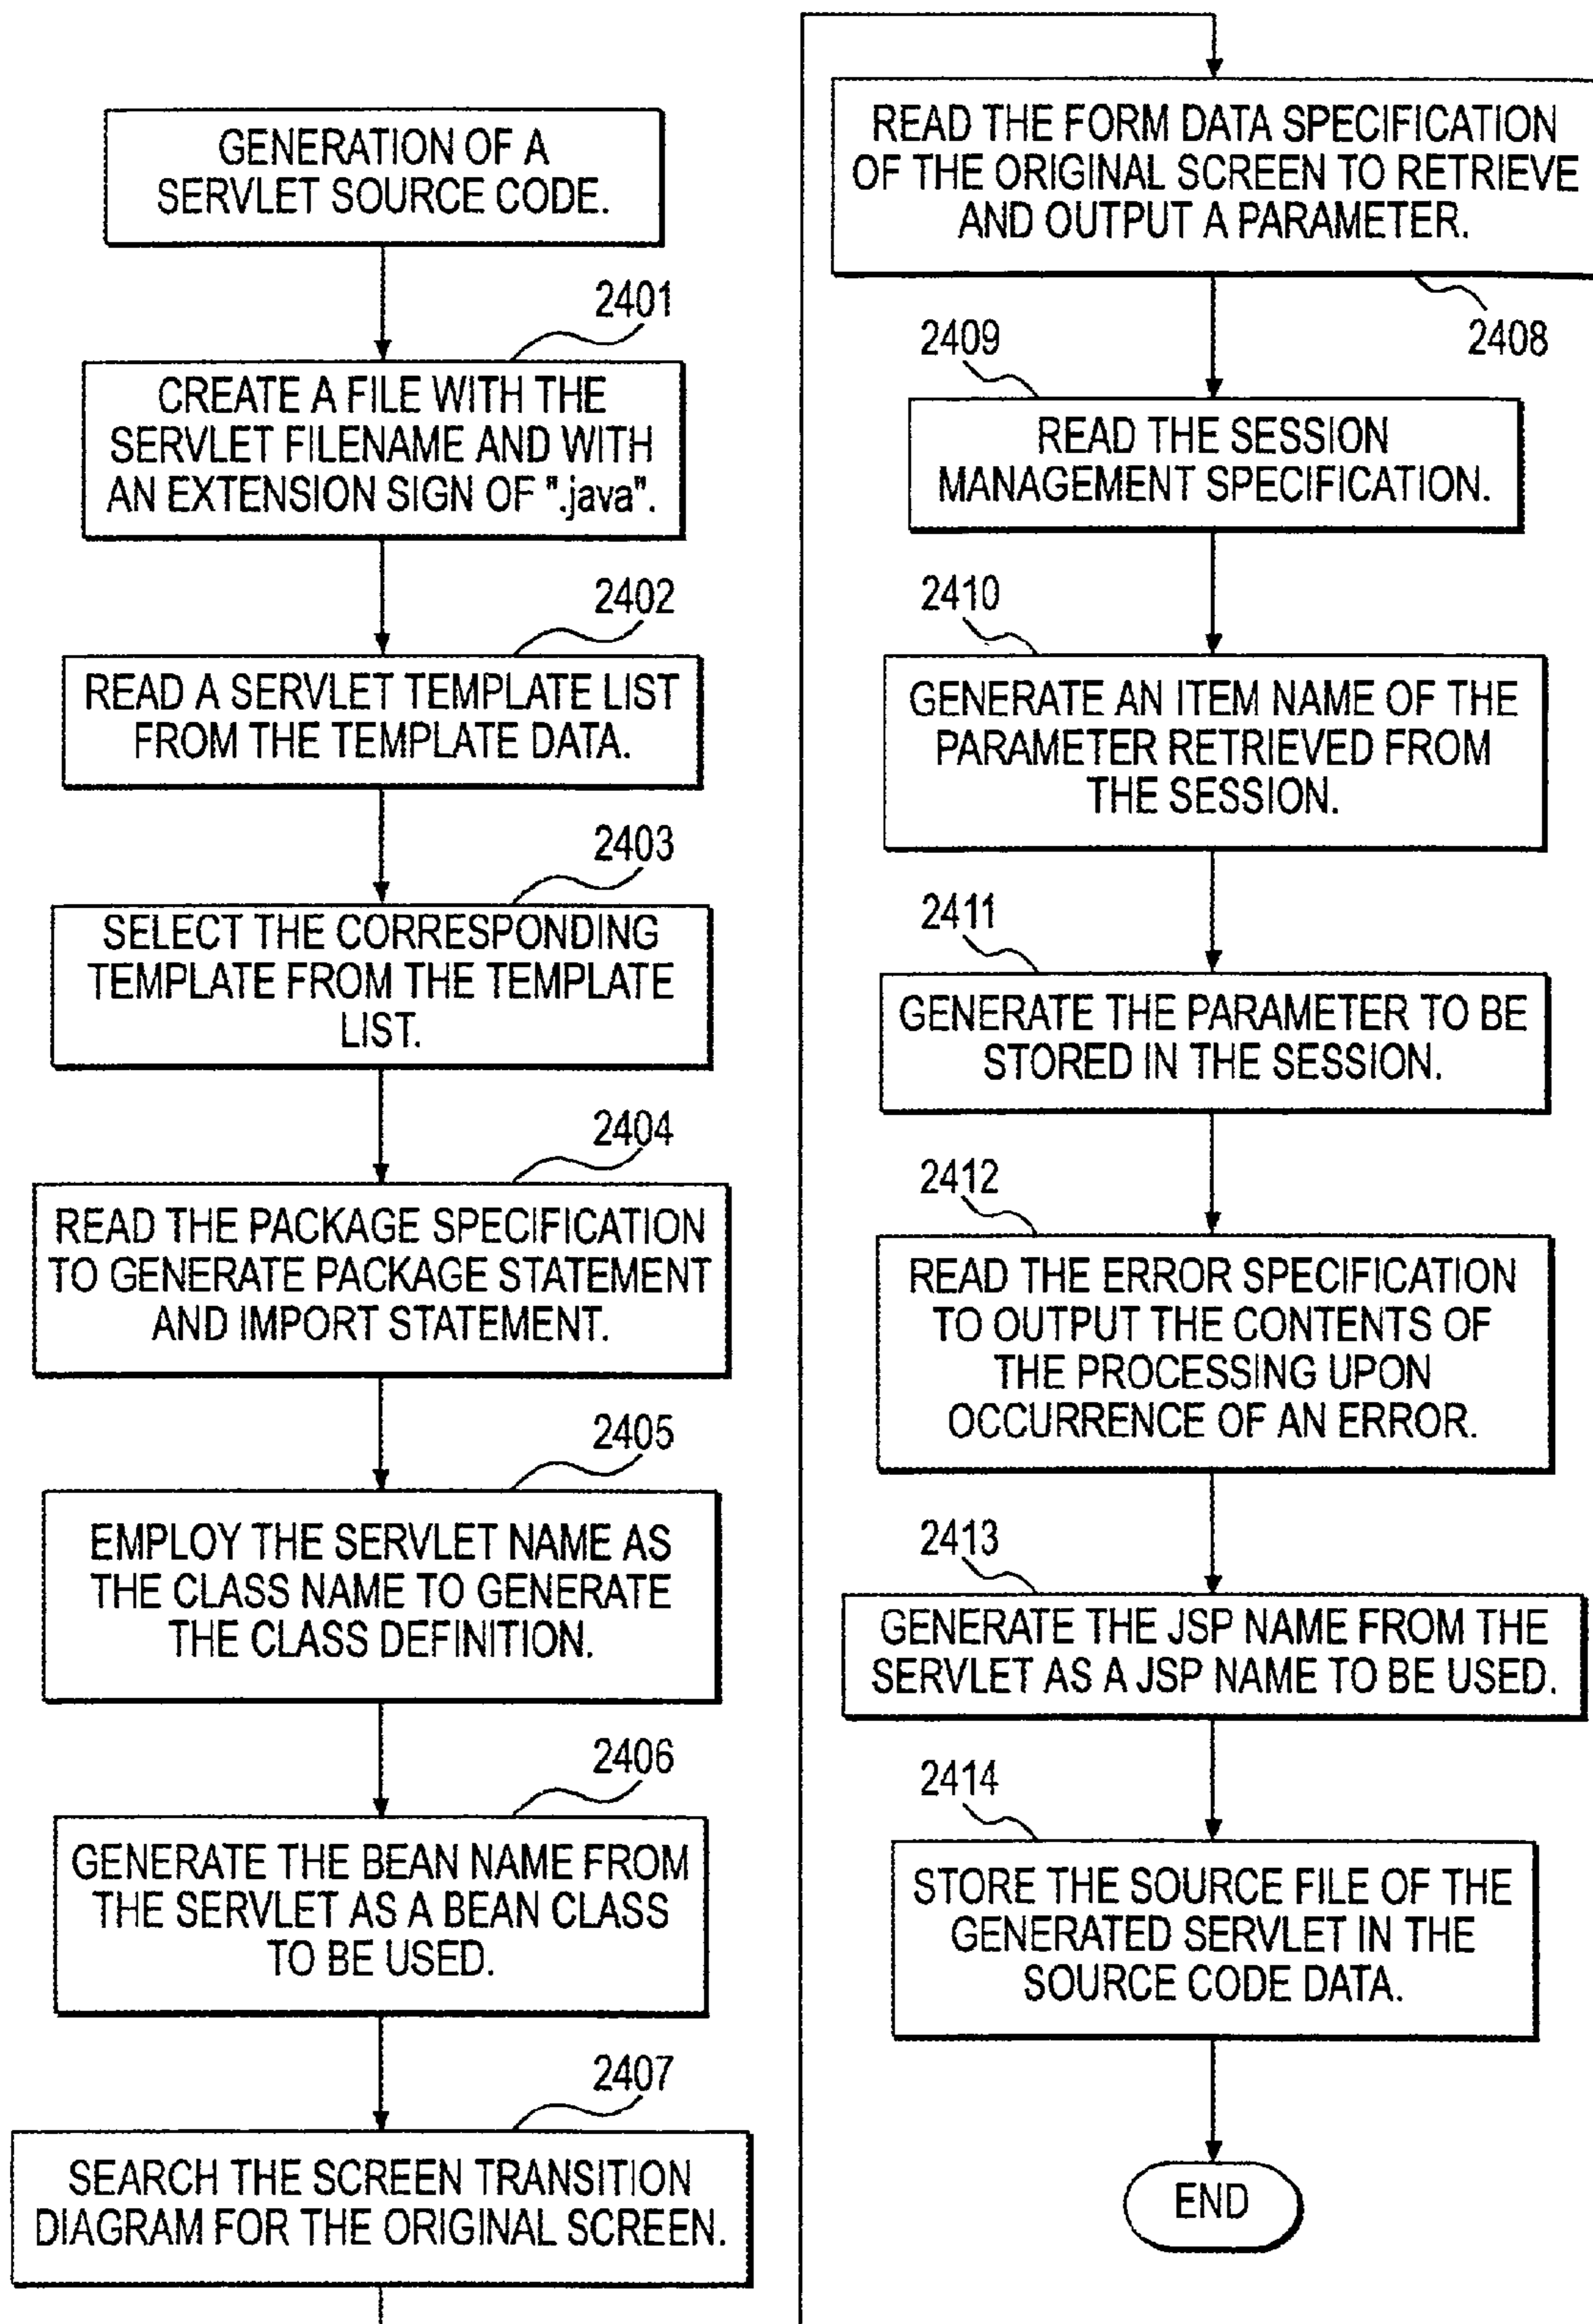 GENERATION OF A
SERVLET SOURCE CODE.
2401
CREATE A FILE WITH THE
SERVLET FILENAME AND WITH
AN EXTENSION SIGN OF ".java".
2402
READ A SERVLET TEMPLATE LIST
FROM THE TEMPLATE DATA.
2403
SELECT THE CORRESPONDING
TEMPLATE FROM THE TEMPLATE
LIST.
2404
READ THE PACKAGE SPECIFICATION
TO GENERATE PACKAGE STATEMENT
AND IMPORT STATEMENT.
2405
EMPLOY THE SERVLET NAME AS
THE CLASS NAME TO GENERATE
THE CLASS DEFINITION.
2406
GENERATE THE BEAN NAME FROM
THE SERVLET AS A BEAN CLASS
TO BE USED.
2407
SEARCH THE SCREEN TRANSITION
DIAGRAM FOR THE ORIGINAL SCREEN.
READ THE FORM DATA SPECIFICATION
OF THE ORIGINAL SCREEN TO RETRIEVE
AND OUTPUT A PARAMETER.
2408
2409
READ THE SESSION
MANAGEMENT SPECIFICATION.
2410
GENERATE AN ITEM NAME OF THE
PARAMETER RETRIEVED FROM
THE SESSION.
2411
GENERATE THE PARAMETER TO BE
STORED IN THE SESSION.
2412
READ THE ERROR SPECIFICATION
TO OUTPUT THE CONTENTS OF
THE PROCESSING UPON
OCCURRENCE OF AN ERROR.
2413
GENERATE THE JSP NAME FROM THE
SERVLET AS A JSP NAME TO BE USED.
2414
STORE THE SOURCE FILE OF THE
GENERATED SERVLET IN THE
SOURCE CODE DATA.
END